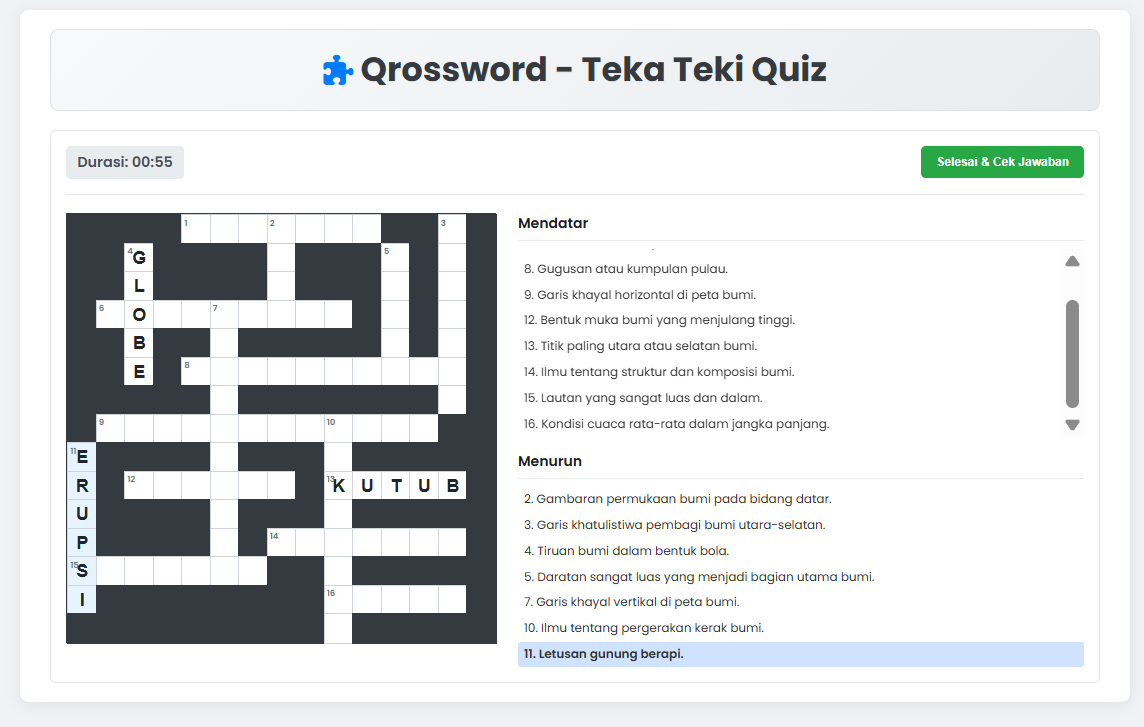 Qrossword - Teka Teki Quiz
Durasi: 00:55
Selesai & Cek Jawaban
1 2 3
4 G 5
L
6 O 7
B
E 8
9 10
11 E
R 12 13 K U T U B
U
P 14
15 S
I 16
Mendatar
8. Gugusan atau kumpulan pulau.
9. Garis khayal horizontal di peta bumi.
12. Bentuk muka bumi yang menjulang tinggi.
13. Titik paling utara atau selatan bumi.
14. Ilmu tentang struktur dan komposisi bumi.
15. Lautan yang sangat luas dan dalam.
16. Kondisi cuaca rata-rata dalam jangka panjang.
Menurun
2. Gambaran permukaan bumi pada bidang datar.
3. Garis khatulistiwa pembagi bumi utara-selatan.
4. Tiruan bumi dalam bentuk bola.
5. Daratan sangat luas yang menjadi bagian utama bumi.
7. Garis khayal vertikal di peta bumi.
10. Ilmu tentang pergerakan kerak bumi.
11. Letusan gunung berapi.